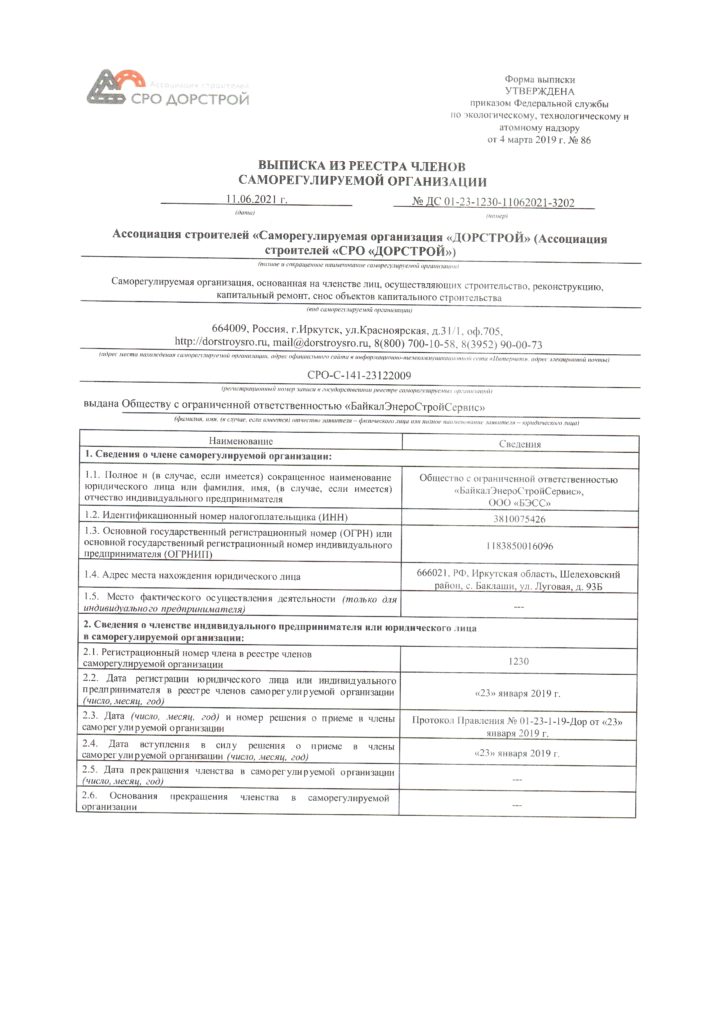 Ассоциация строителей
СРО ДОРСТРОЙ
Форма выписки
УТВЕРЖДЕНА
приказом Федеральной службы
по экологическому, технологическому и
атомному надзору
от 4 марта 2019 г. № 86
ВЫПИСКА ИЗ РЕЕСТРА ЧЛЕНОВ
САМОРЕГУЛИРУЕМОЙ ОРГАНИЗАЦИИ
11.06.2021 г. № ДС 01-23-1230-11062021-3202
(дата) (номер)
Ассоциация строителей «Саморегулируемая организация «ДОРСТРОЙ» (Ассоциация
строителей «СРО «ДОРСТРОЙ»)
(полное и сокращенное наименование саморегулируемой организации)
Саморегулируемая организация, основанная на членстве лиц, осуществляющих строительство, реконструкцию,
капитальный ремонт, снос объектов капитального строительства
(вид саморегулируемой организации)
664009, Россия, г.Иркутск, ул.Красноярская, д.31/1, оф.705,
http://dorstroysro.ru, mail@dorstroysro.ru, 8(800) 700-10-58, 8(3952) 90-00-73
(адрес места нахождения саморегулируемой организации, адрес официального сайта в информационно-телекоммуникационной сети «Интернет», адрес электронной почты)
СРО-С-141-23122009
(регистрационный номер записи в государственном реестре саморегулируемых организаций)
выдана Обществу с ограниченной ответственностью «БайкалЭнероСтройСервис»
(фамилия, имя, (в случае, если имеется) отчество заявителя – физического лица или полное наименование заявителя – юридического лица)
Наименование Сведения
1. Сведения о члене саморегулируемой организации:
1.1. Полное и (в случае, если имеется) сокращенное наименование
юридического лица или фамилия, имя, (в случае, если имеется)
отчество индивидуального предпринимателя
Общество с ограниченной ответственностью
«БайкалЭнероСтройСервис»,
ООО «БЭСС»
1.2. Идентификационный номер налогоплательщика (ИНН)
3810075426
1.3. Основной государственный регистрационный номер (ОГРН) или
основной государственный регистрационный номер индивидуального
предпринимателя (ОГРНИП)
1183850016096
1.4. Адрес места нахождения юридического лица
666021, РФ, Иркутская область, Шелеховский
район, с. Баклаши, ул. Луговая, д. 93Б
1.5. Место фактического осуществления деятельности (только для
индивидуального предпринимателя)
---
2. Сведения о членстве индивидуального предпринимателя или юридического лица
в саморегулируемой организации:
2.1. Регистрационный номер члена в реестре членов
саморегулируемой организации
1230
2.2. Дата регистрации юридического лица или индивидуального
предпринимателя в реестре членов саморегулируемой организации
(число, месяц, год)
«23» января 2019 г.
2.3. Дата (число, месяц, год) и номер решения о приеме в члены
саморегулируемой организации
Протокол Правления № 01-23-1-19-Дор от «23»
января 2019 г.
2.4. Дата вступления в силу решения о приеме в члены
саморегулируемой организации (число, месяц, год)
«23» января 2019 г.
2.5. Дата прекращения членства в саморегулируемой организации
(число, месяц, год)
---
2.6. Основания прекращения членства в саморегулируемой
организации
---